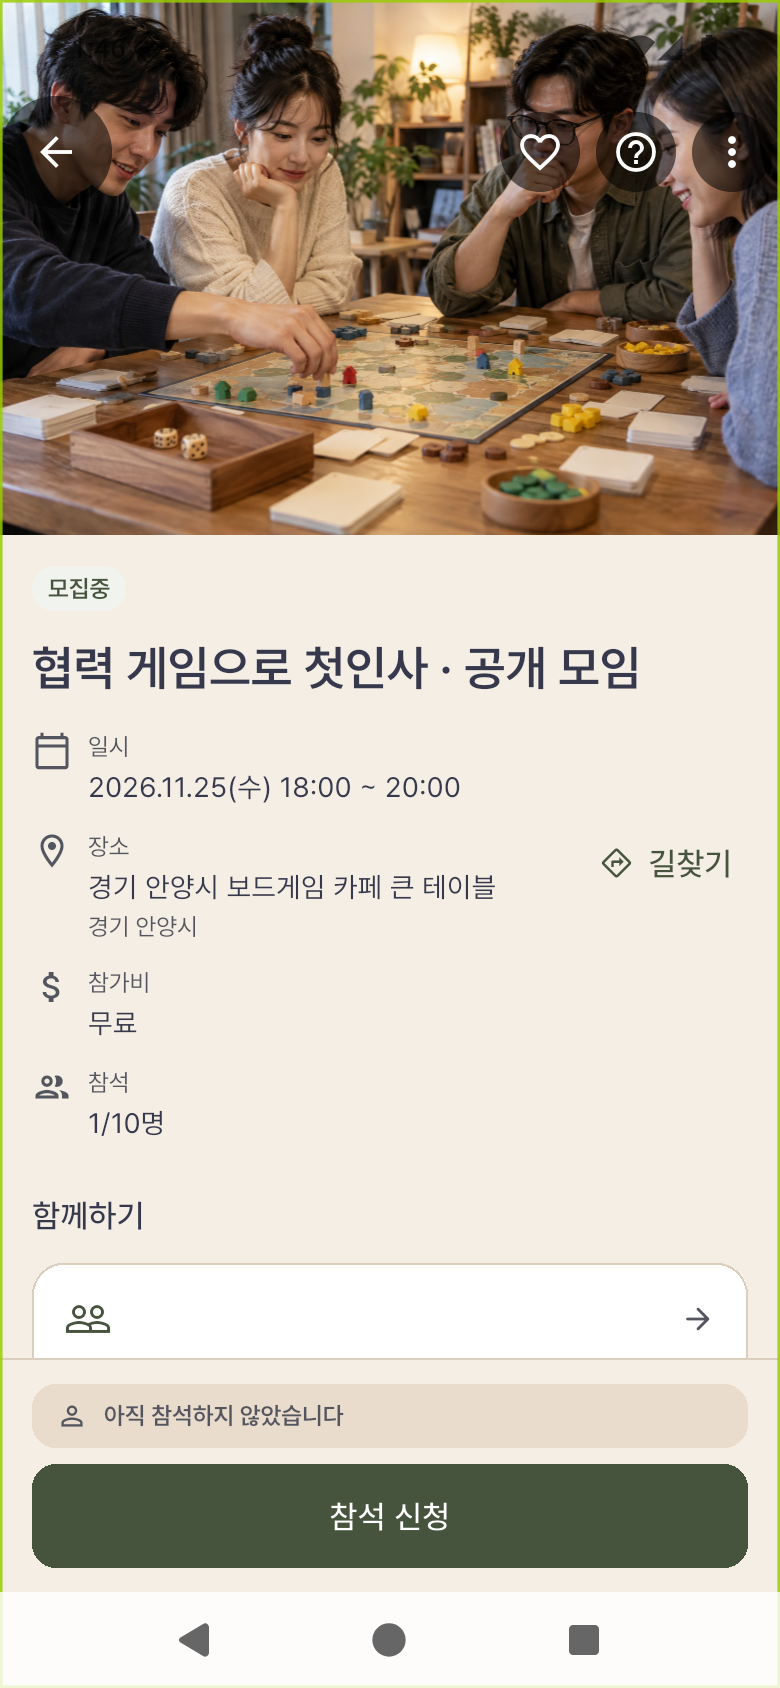 모집중
협력 게임으로 첫인사 · 공개 모임
일시
2026.11.25(수) 18:00 ~ 20:00
장소
경기 안양시 보드게임 카페 큰 테이블
길찾기
경기 안양시
참가비
무료
참석
1/10명
함께하기
아직 참석하지 않았습니다
참석 신청